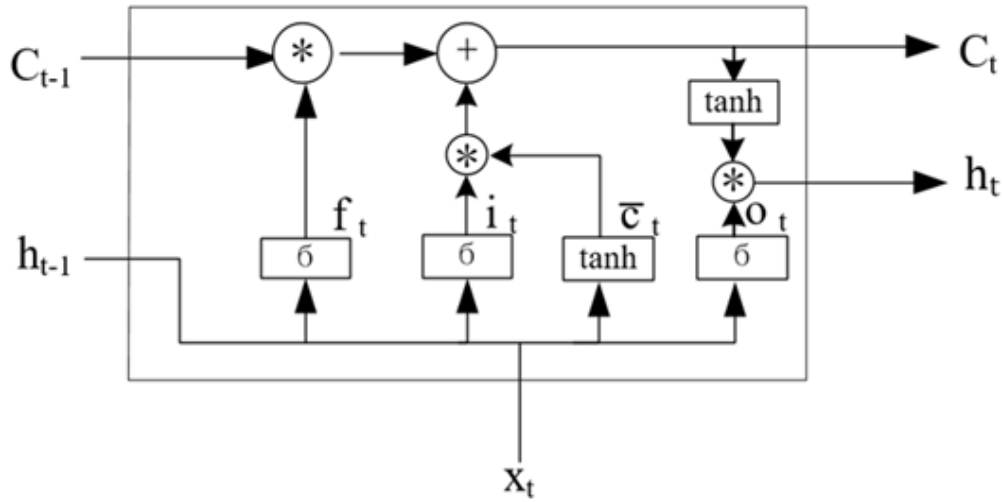 * + C_t
C_{t-1}
tanh
* * h_t
f_t i_t c̅_t o_t
h_{t-1} б б tanh б
x_t